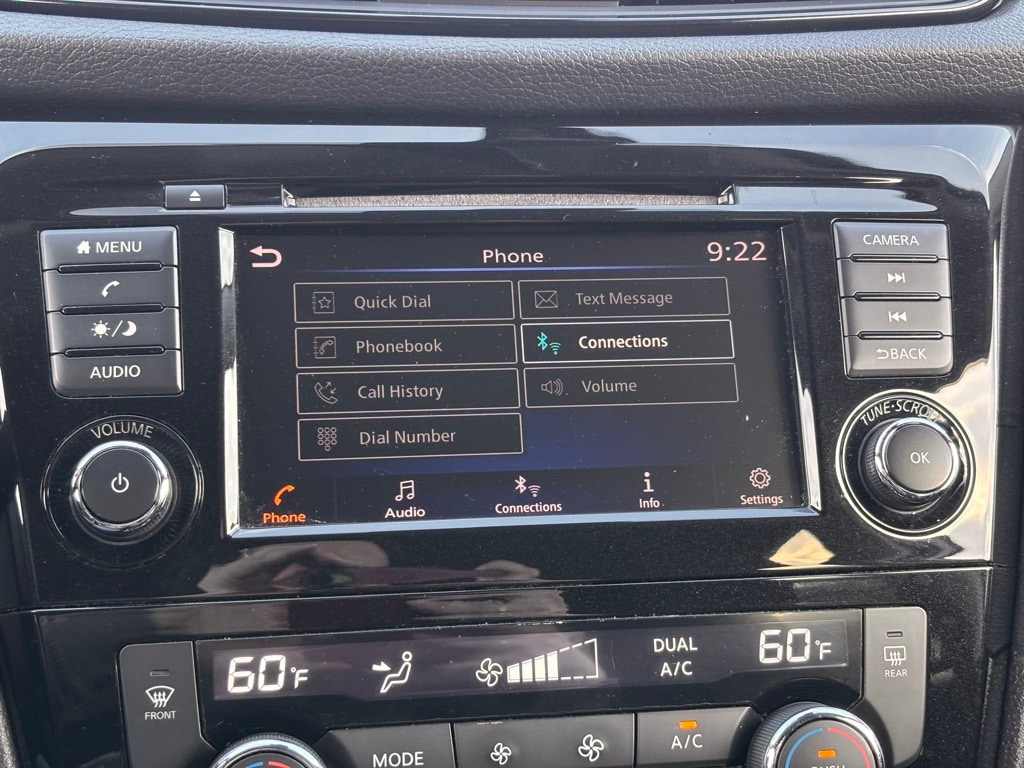 MENU
AUDIO
VOLUME
Phone
9:22
Quick Dial
Text Message
Phonebook
Connections
Call History
Volume
Dial Number
Phone
Audio
Connections
Info
Settings
CAMERA
BACK
TUNE·SCROLL
OK
60°F
DUAL
A/C
60°F
FRONT
REAR
MODE
A/C
PUSH